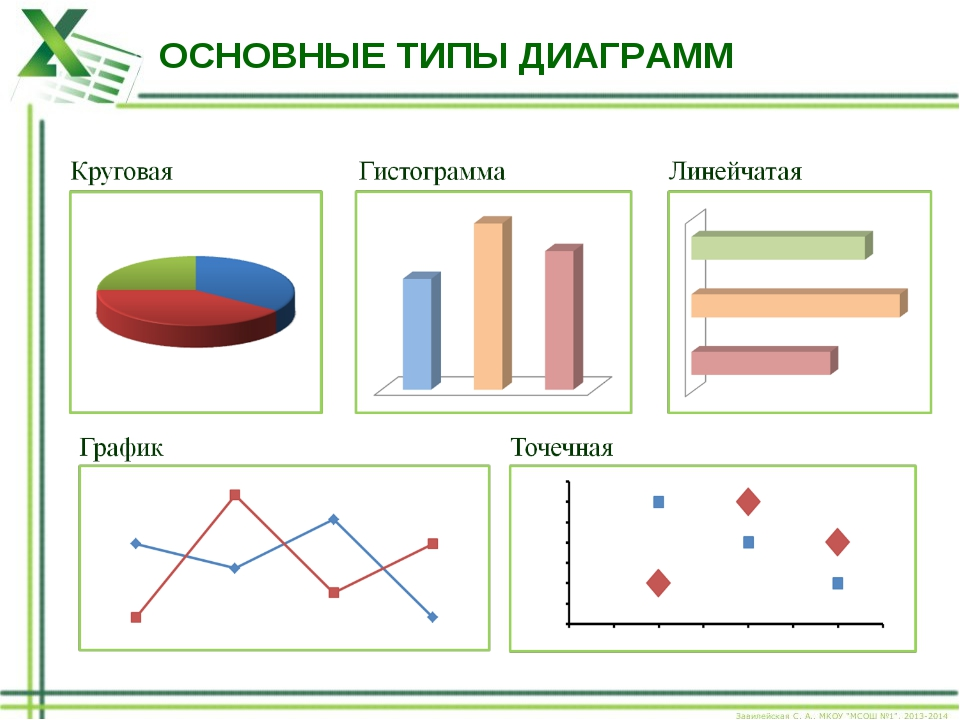 ОСНОВНЫЕ ТИПЫ ДИАГРАММ
Круговая
Гистограмма
Линейчатая
График
Точечная
Завилейская С. А., МКОУ "МСОШ №1", 2013-2014